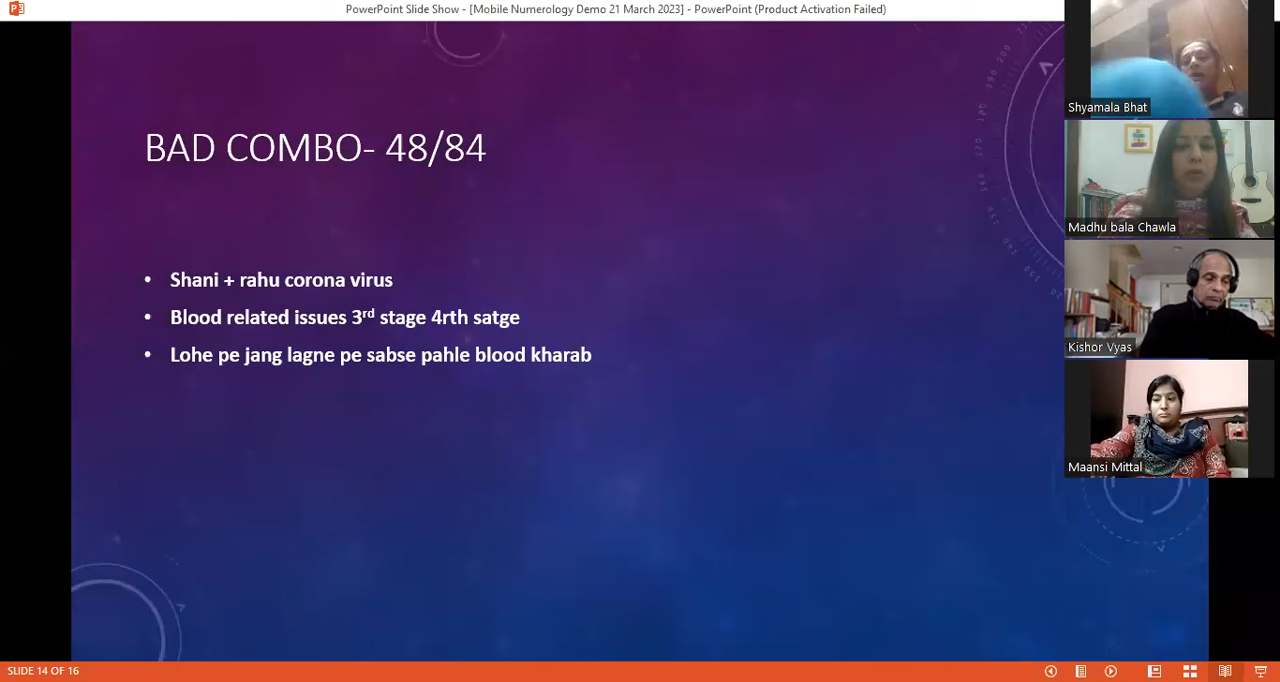 PowerPoint Slide Show - [Mobile Numerology Demo 21 March 2023] - PowerPoint (Product Activation Failed)
BAD COMBO- 48/84
• Shani + rahu corona virus
• Blood related issues 3rd stage 4rth satge
• Lohe pe jang lagne pe sabse pahle blood kharab
Shyamala Bhat
Madhu bala Chawla
Kishor Vyas
Maansi Mittal
SLIDE 14 OF 16